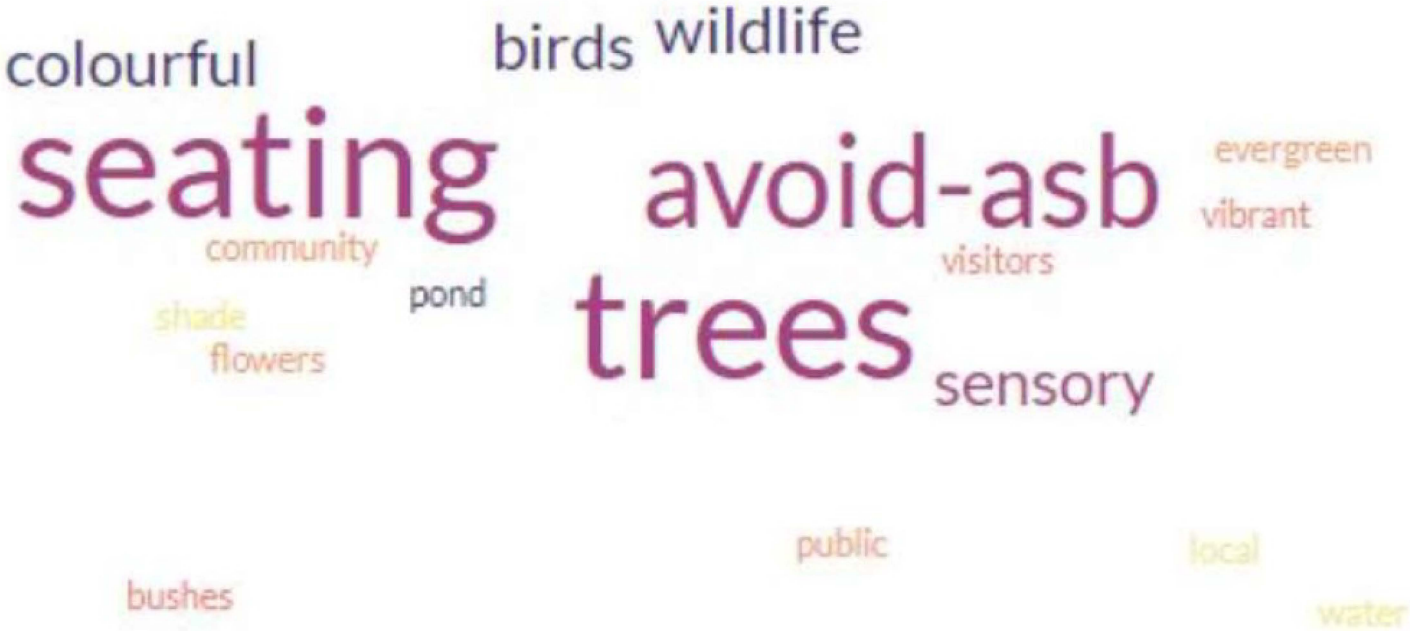 colourful birds wildlife
seating avoid-asb evergreen
vibrant
community visitors
pond
shade trees
flowers sensory
public local
bushes water